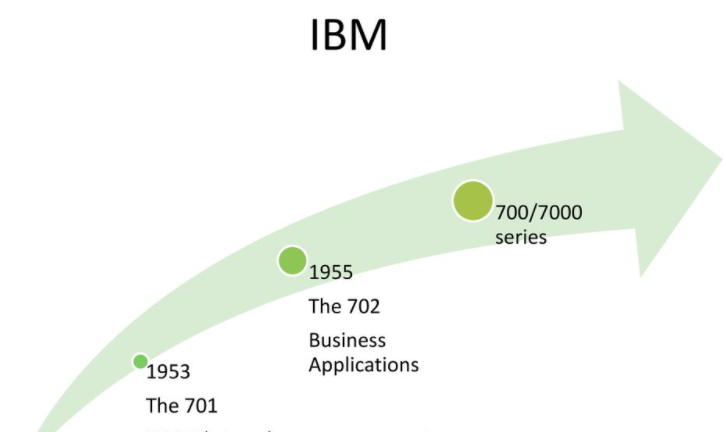 IBM
700/7000
series
1955
The 702
Business
Applications
1953
The 701